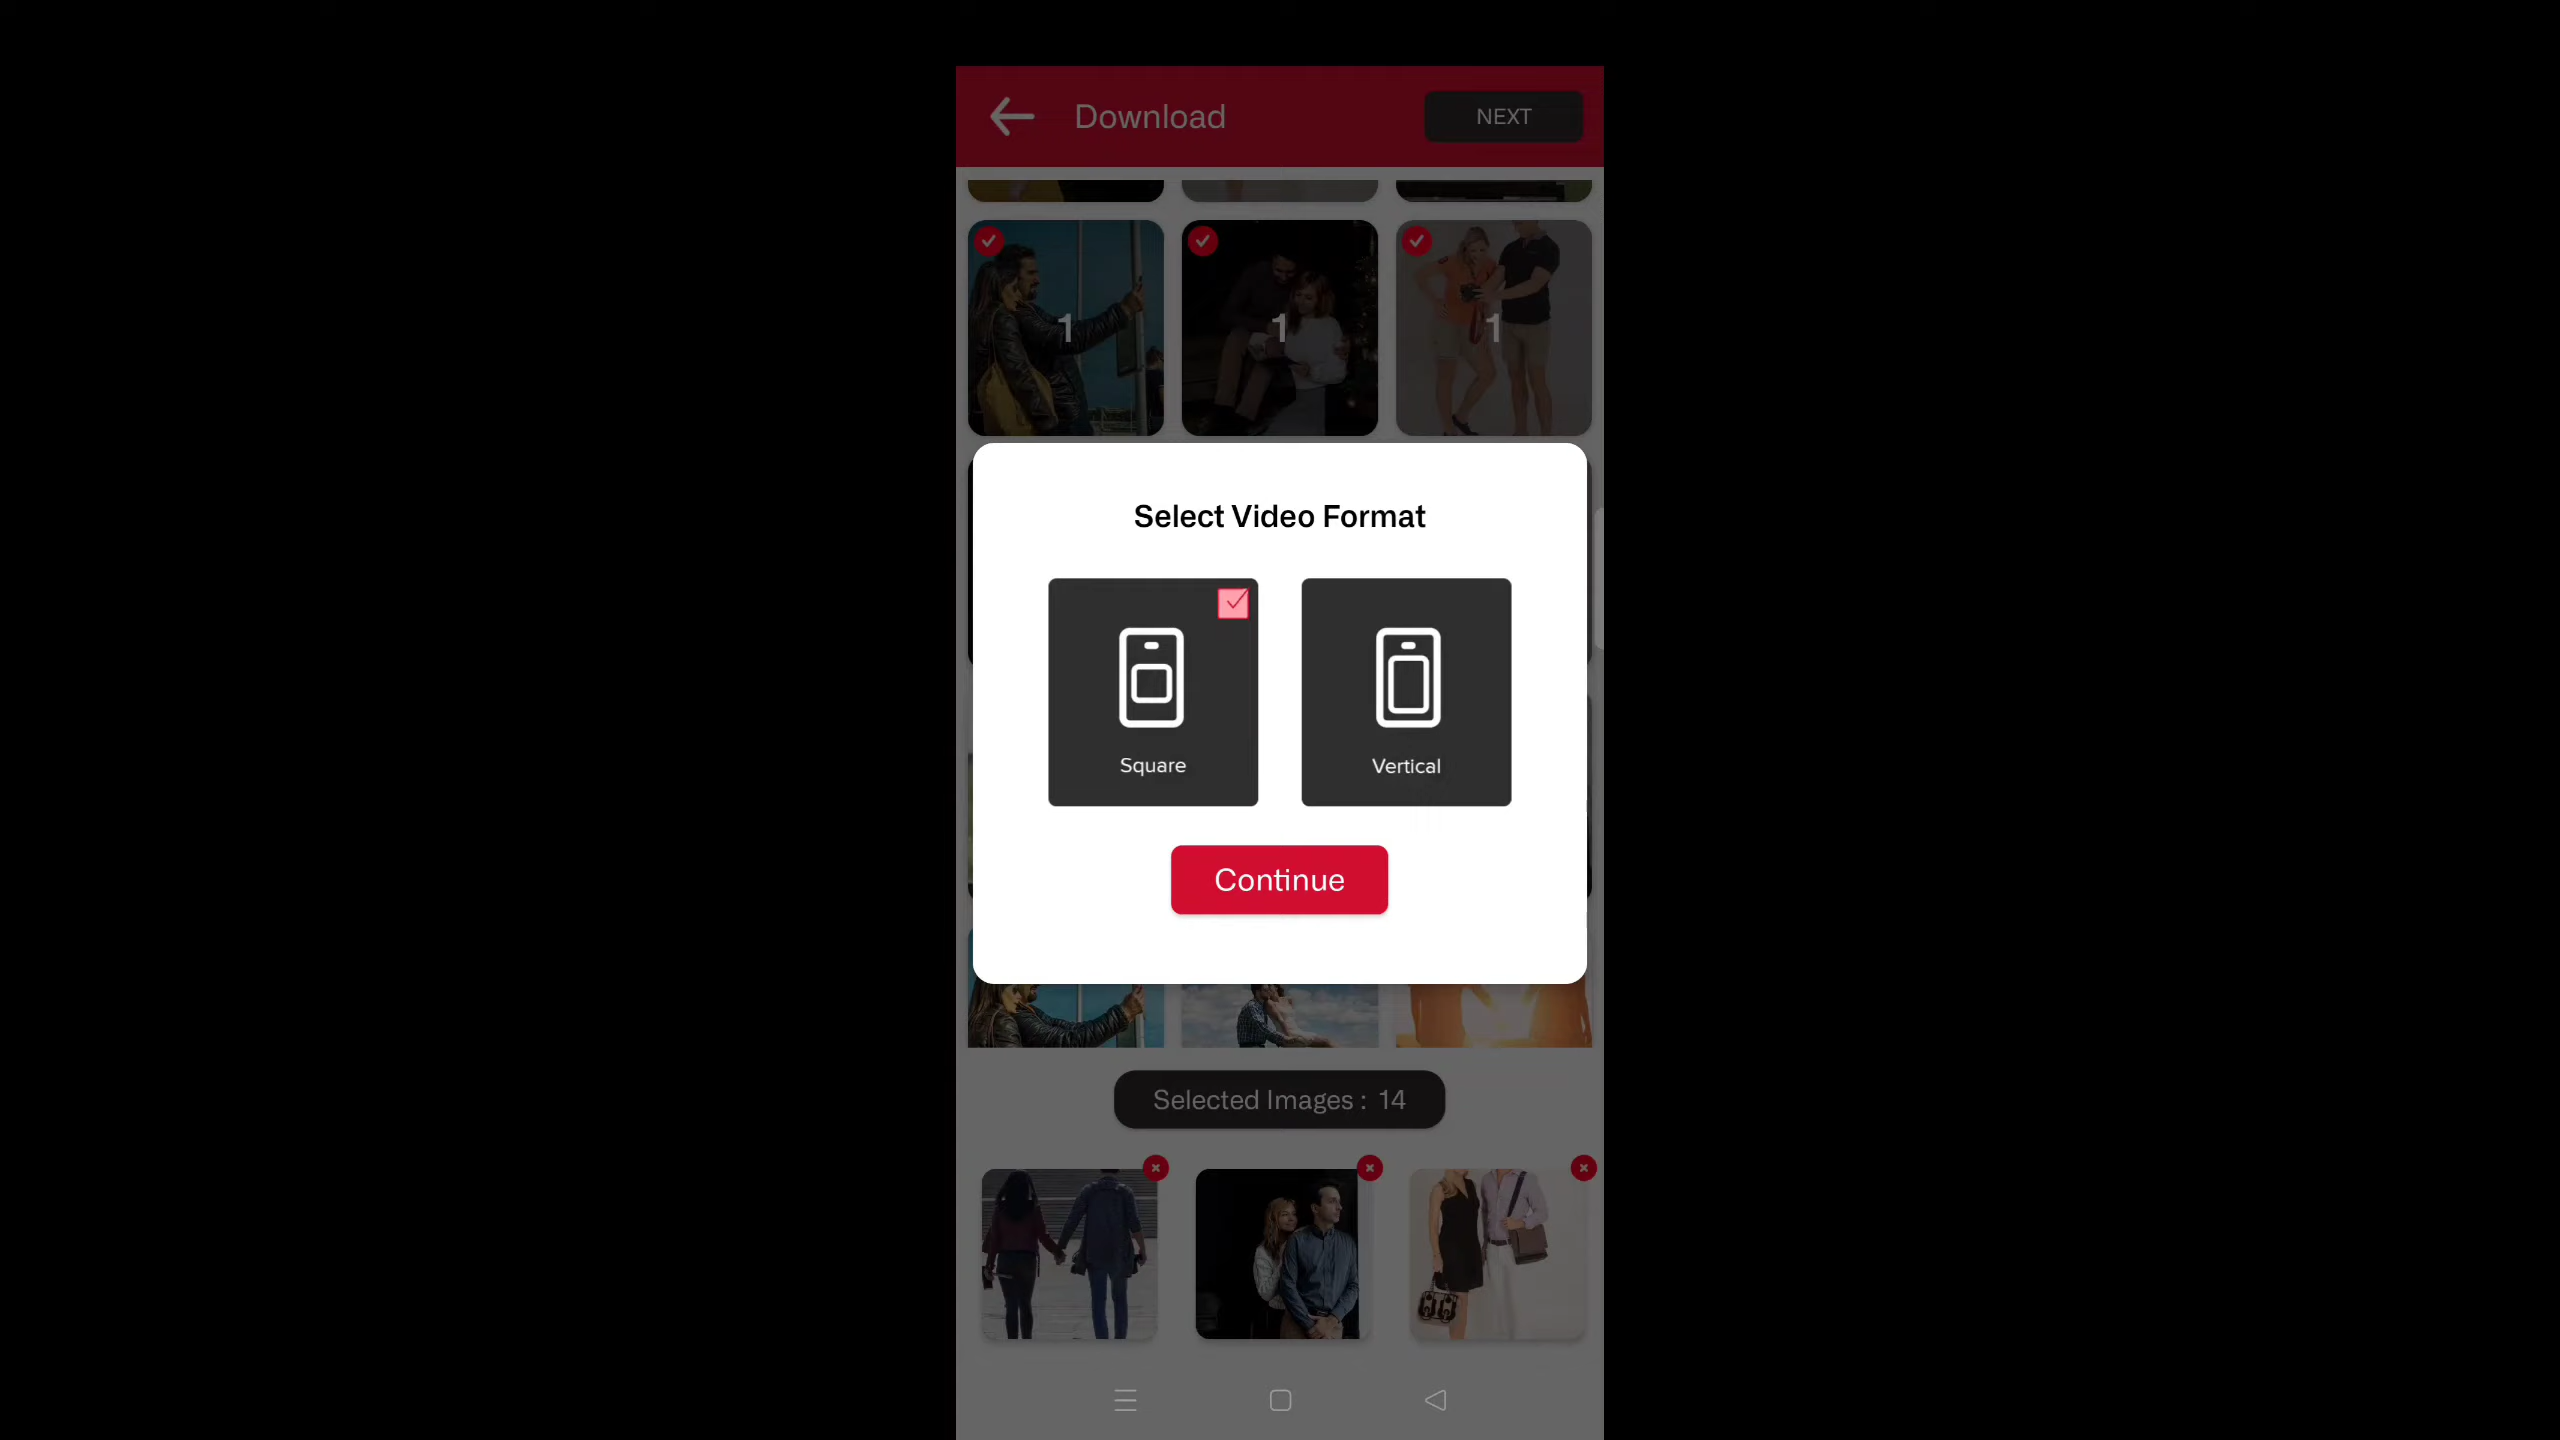 Download
NEXT
1
1
1
Select Video Format
Square
Vertical
Continue
Selected Images : 14